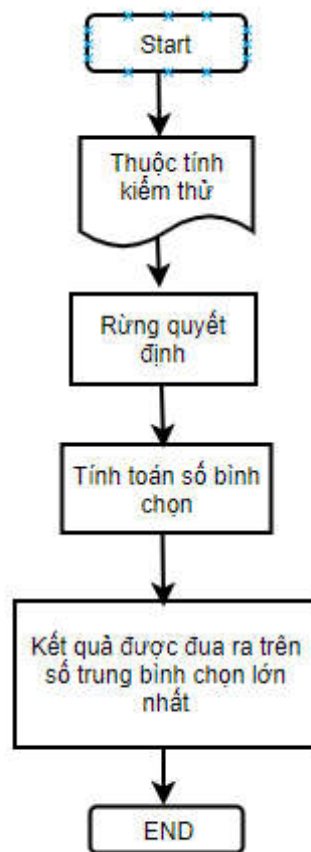 Start
Thuộc tính
kiểm thử
Rừng quyết
định
Tính toán số bình
chọn
Kết quả được đua ra trên
số trung bình chọn lớn
nhất
END